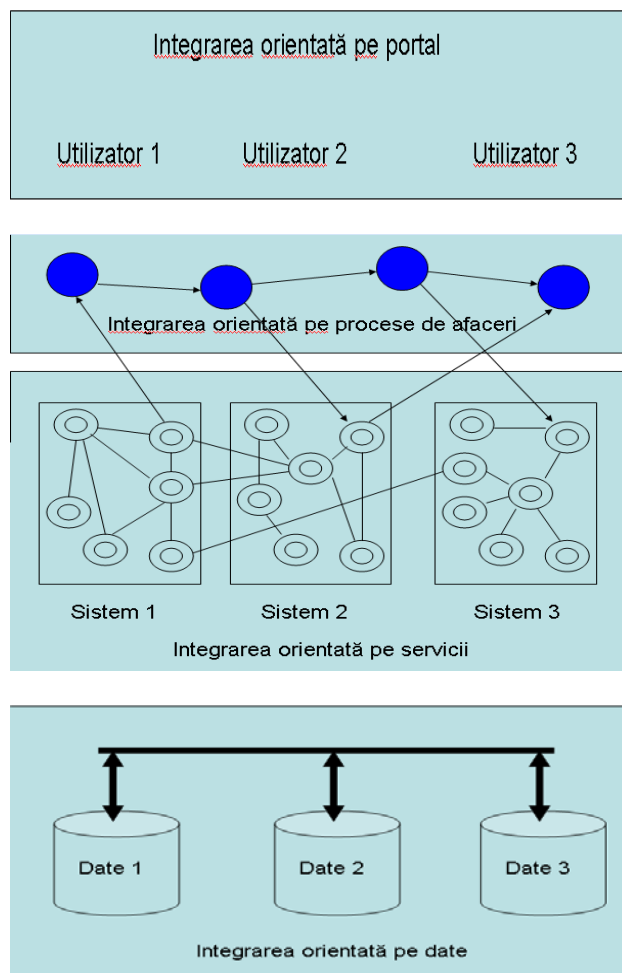 Integrarea orientată pe portal
Utilizator 1 Utilizator 2 Utilizator 3
Integrarea orientată pe procese de afaceri
Sistem 1 Sistem 2 Sistem 3
Integrarea orientată pe servicii
Date 1 Date 2 Date 3
Integrarea orientată pe date